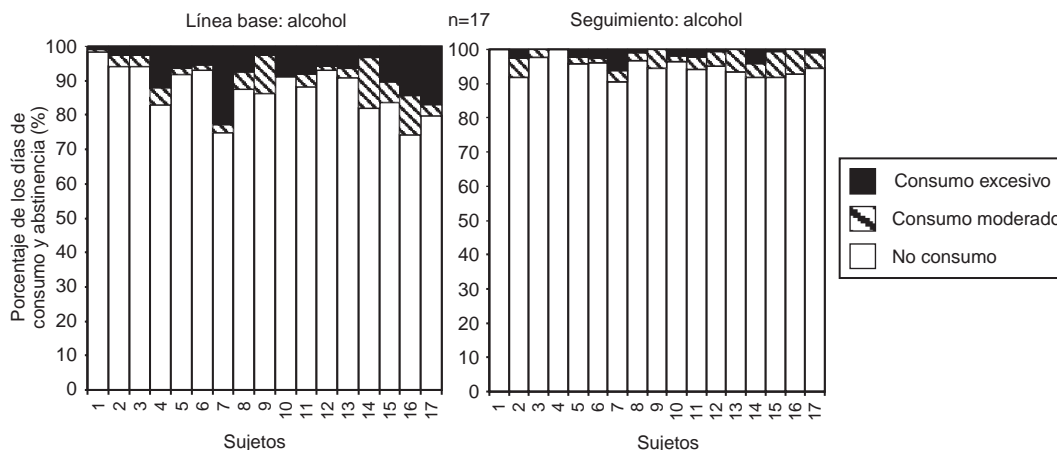 Línea base: alcohol
n=17
Seguimiento: alcohol
Porcentaje de los días de
consumo y abstinencia (%)
100
90
80
70
60
50
40
30
20
10
0
1 2 3 4 5 6 7 8 9 10 11 12 13 14 15 16 17
Sujetos
100
90
80
70
60
50
40
30
20
10
0
1 2 3 4 5 6 7 8 9 10 11 12 13 14 15 16 17
Sujetos
Consumo excesivo
Consumo moderado
No consumo